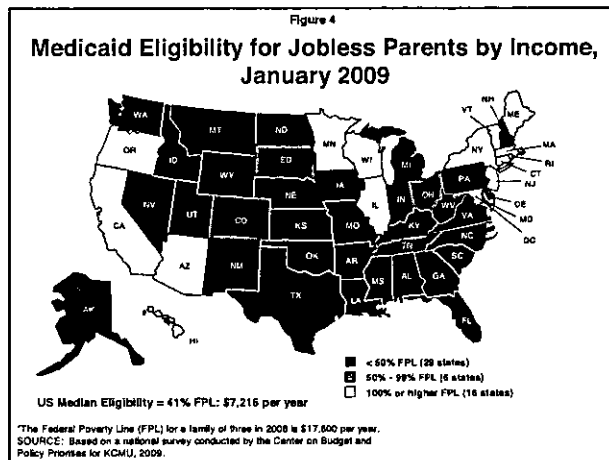 Figure 4
Medicaid Eligibility for Jobless Parents by Income,
January 2009
NH
VT
ME
WA
MT
ND
MN
OR
ID
SD
WI
NY
MA
MI
RI
WY
CT
IA
PA
NJ
NE
NV
OH
IN
DE
UT
IL
WV
MD
CO
VA
CA
KS
MO
KY
DC
NC
TN
OK
AZ
NM
AR
SC
MS
AL
GA
TX
LA
AK
FL
HI
< 50% FPL (29 states)
50% - 99% FPL (6 states)
100% or higher FPL (16 states)
US Median Eligibility = 41% FPL: $7,216 per year
*The Federal Poverty Line (FPL) for a family of three in 2008 is $17,600 per year.
SOURCE: Based on a national survey conducted by the Center on Budget and
Policy Priorities for KCMU, 2009.